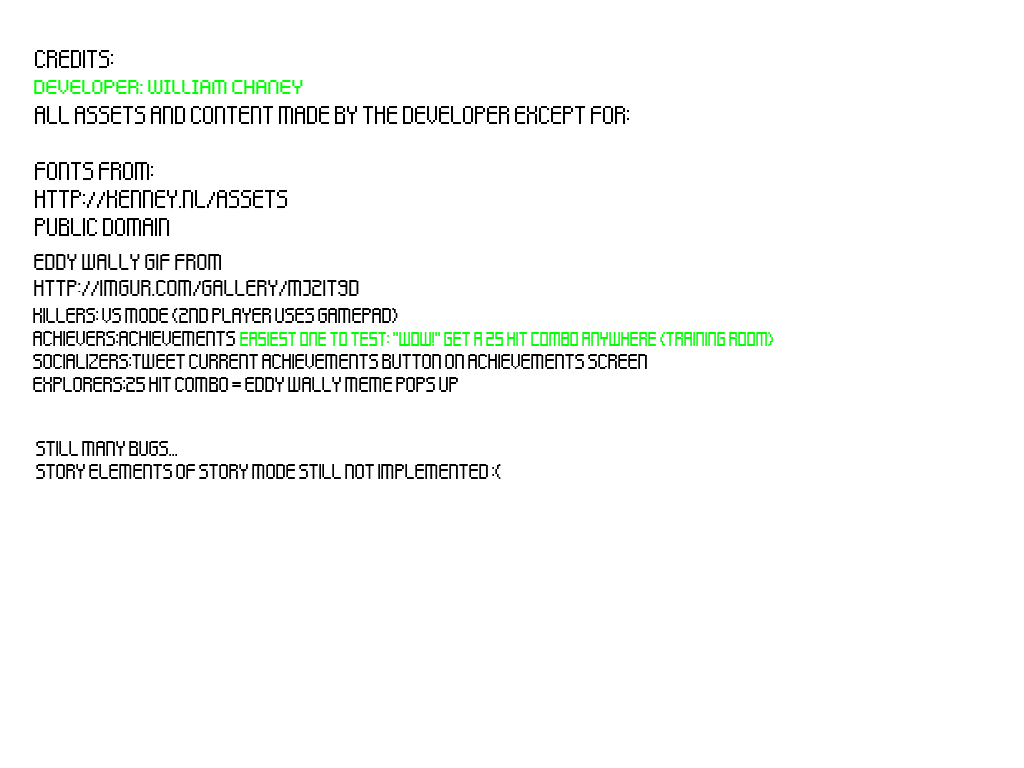 CREDITS:
DEVELOPER: WILLIAM CHANEY
ALL ASSETS AND CONTENT MADE BY THE DEVELOPER EXCEPT FOR:
FONTS FROM:
HTTP://KENNEY.NL/ASSETS
PUBLIC DOMAIN
EDDY WALLY GIF FROM
HTTP://IMGUR.COM/GALLERY/MJ2IT9D
KILLERS: VS MODE (2ND PLAYER USES GAMEPAD)
ACHIEVERS:ACHIEVEMENTS EASIEST ONE TO TEST: "WOW!" GET A 25 HIT COMBO ANYWHERE (TRAINING ROOM)
SOCIALIZERS:TWEET CURRENT ACHIEVEMENTS BUTTON ON ACHIEVEMENTS SCREEN
EXPLORERS:25 HIT COMBO = EDDY WALLY MEME POPS UP
STILL MANY BUGS...
STORY ELEMENTS OF STORY MODE STILL NOT IMPLEMENTED :(